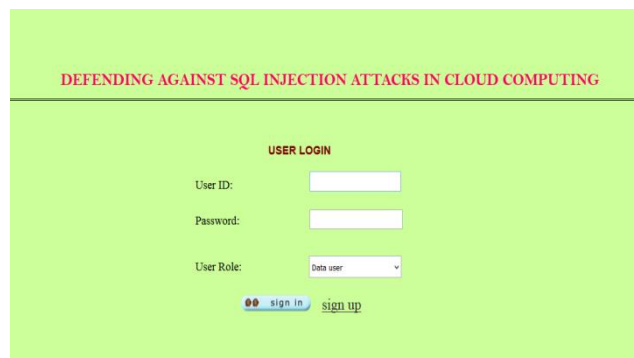 DEFENDING AGAINST SQL INJECTION ATTACKS IN CLOUD COMPUTING
USER LOGIN
User ID:
Password:
User Role: Data user
sign in sign up